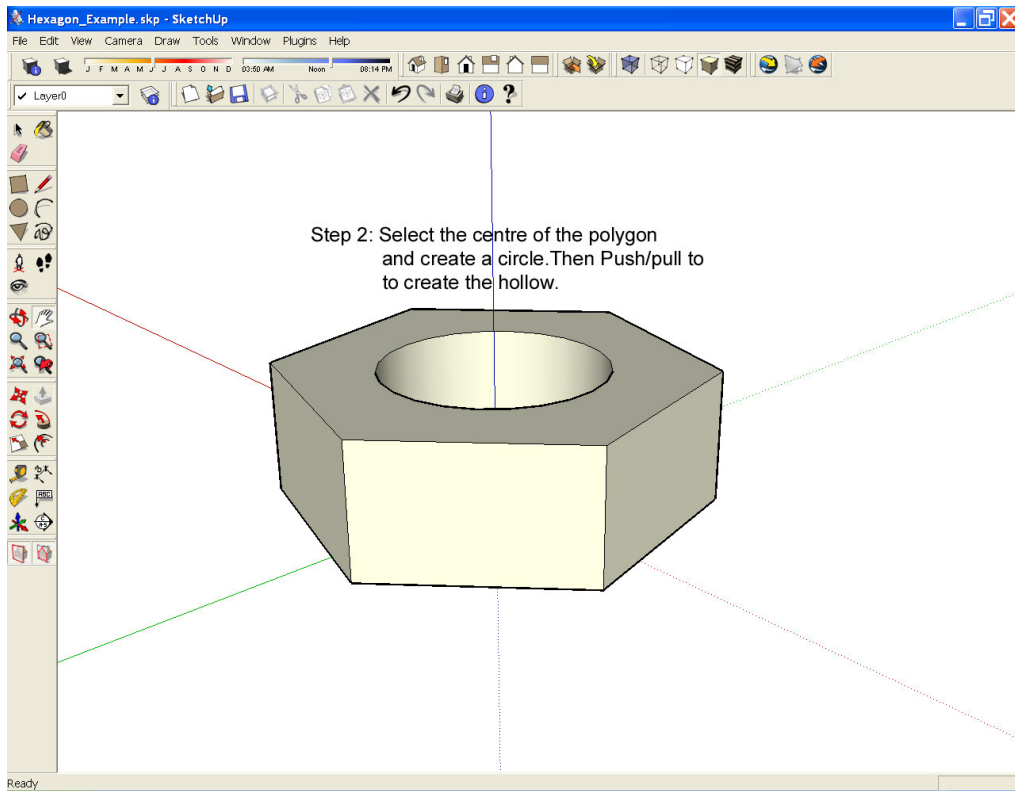 Hexagon_Example.skp - SketchUp
File Edit View Camera Draw Tools Window Plugins Help
J F M A M J J A S O N D 03:50 AM Noon 08:14 PM
Layer0
Step 2: Select the centre of the polygon
and create a circle.Then Push/pull to
to create the hollow.
ABC
Ready